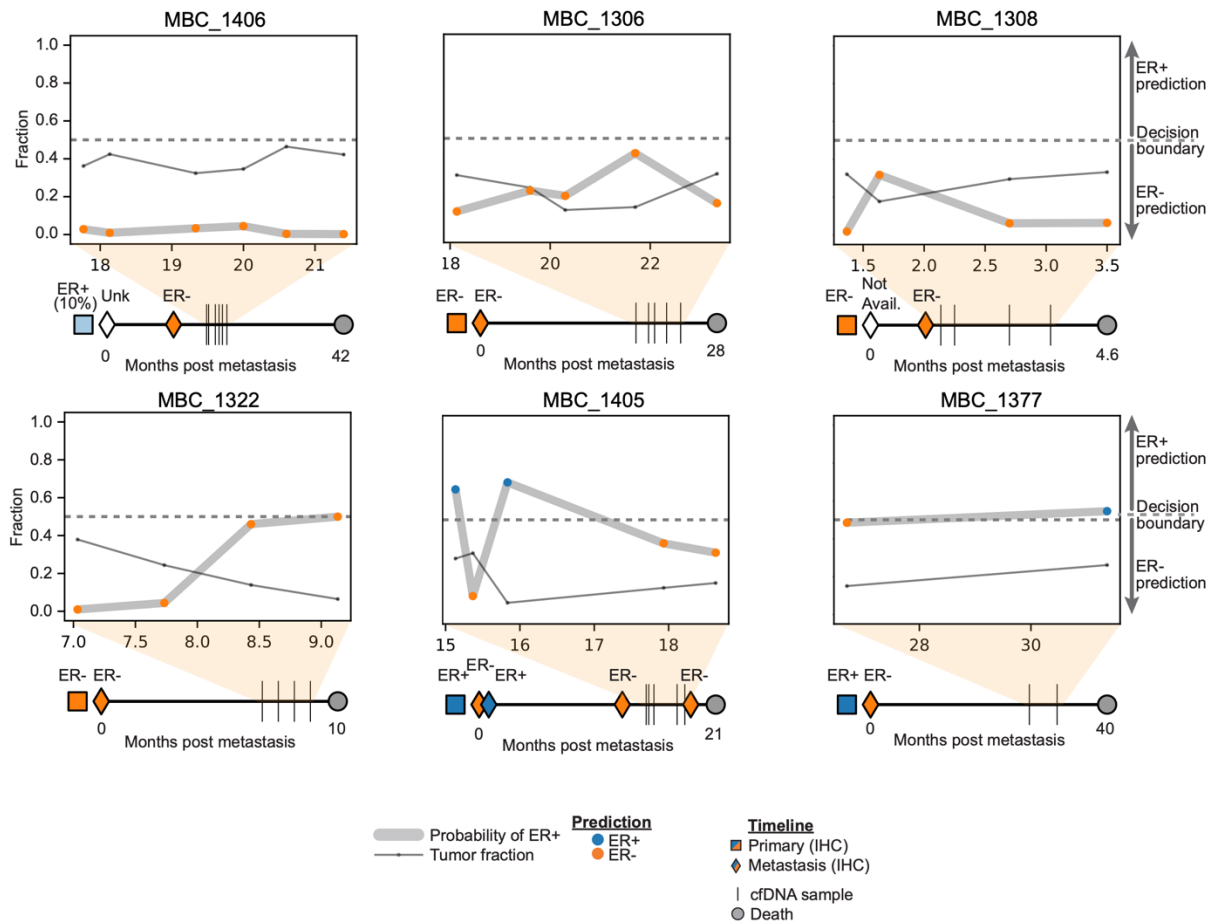 MBC_1406
MBC_1306
MBC_1308
Fraction
1.0
0.8
0.6
0.4
0.2
0.0
18 19 20 21
18 20 22
1.5 2.0 2.5 3.0 3.5
ER+
prediction
Decision
boundary
ER-
prediction
ER+
(10%)
Unk
ER-
0
42
Months post metastasis
ER-
ER-
0
28
Months post metastasis
ER-
Not
Avail.
ER-
0
4.6
Months post metastasis
MBC_1322
MBC_1405
MBC_1377
Fraction
1.0
0.8
0.6
0.4
0.2
0.0
7.0 7.5 8.0 8.5 9.0
15 16 17 18
28 30
ER+
prediction
Decision
boundary
ER-
prediction
ER-
ER-
0
10
Months post metastasis
ER+
ER-
ER+
ER-
ER-
0
21
Months post metastasis
ER+
ER-
0
40
Months post metastasis
Probability of ER+
Tumor fraction
Prediction
ER+
ER-
Timeline
Primary (IHC)
Metastasis (IHC)
cfDNA sample
Death